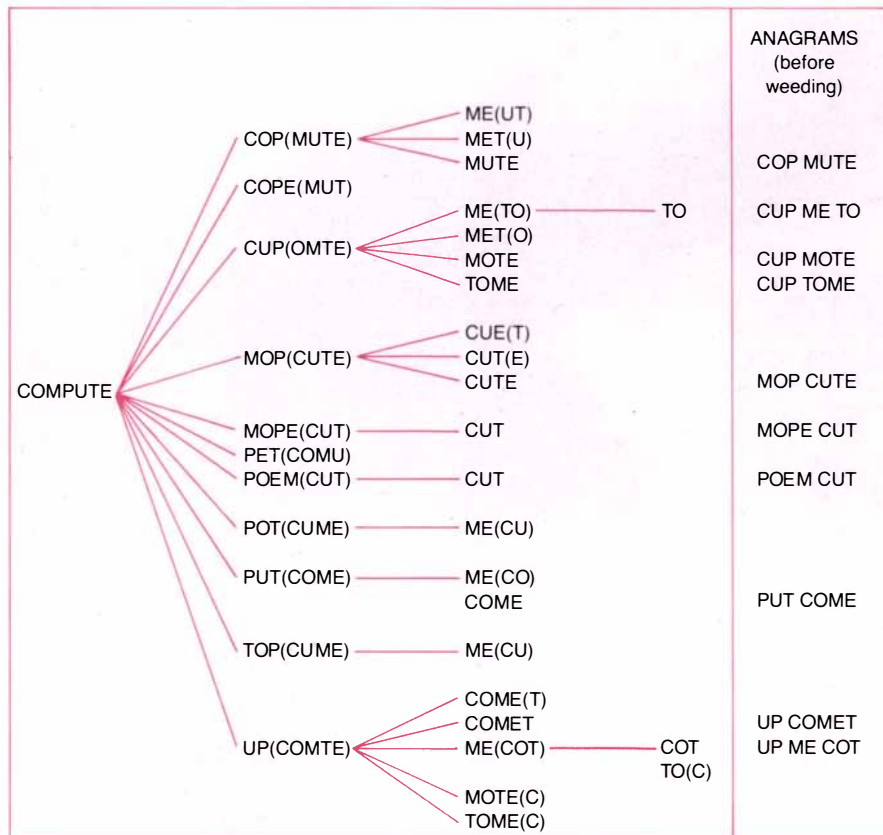 ANAGRAMS
(before
weeding)
ME(UT)
COP(MUTE) MET(U)
MUTE COP MUTE
COPE(MUT)
ME(TO) TO CUP ME TO
CUP(OMTE) MET(O)
MOTE CUP MOTE
TOME CUP TOME
CUE(T)
MOP(CUTE) CUT(E)
CUTE MOP CUTE
COMPUTE
MOPE(CUT) CUT MOPE CUT
PET(COMU)
POEM(CUT) CUT POEM CUT
POT(CUME) ME(CU)
PUT(COME) ME(CO)
COME PUT COME
TOP(CUME) ME(CU)
COME(T)
COMET UP COMET
UP(COMTE) ME(COT) COT UP ME COT
TO(C)
MOTE(C)
TOME(C)